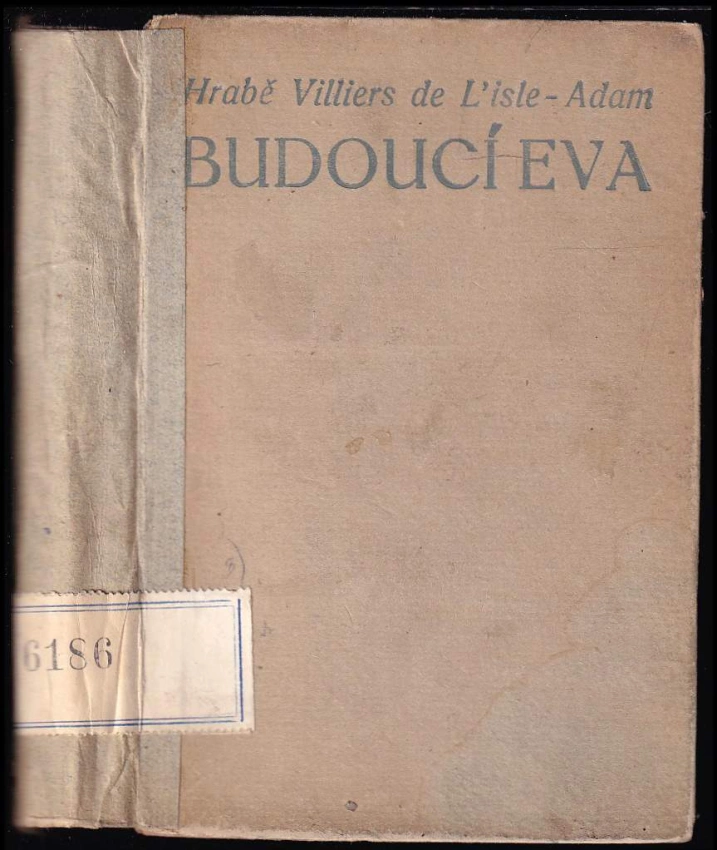 Hrabě Villiers de L'isle-Adam
BUDOUCÍ EVA
6186